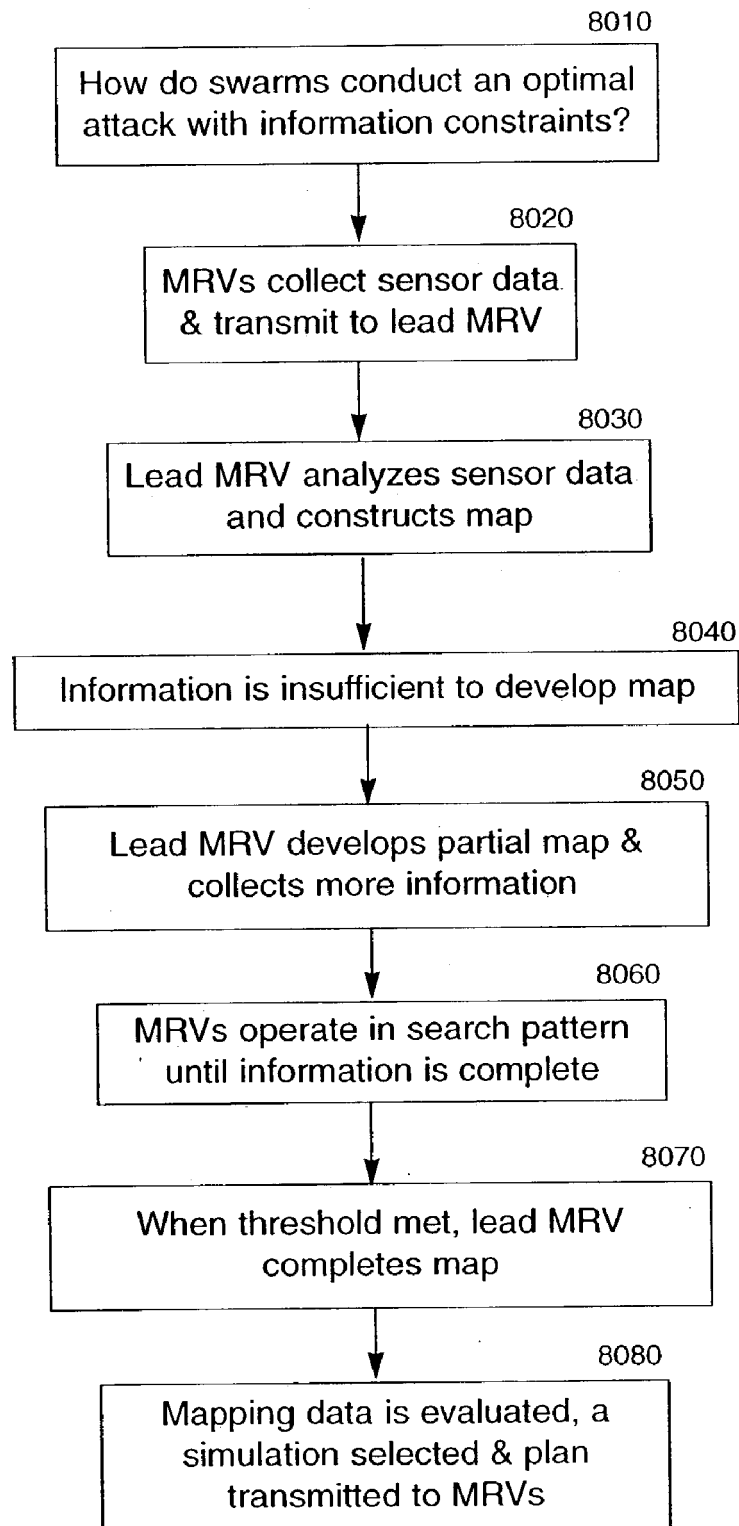 8010
How do swarms conduct an optimal
attack with information constraints?
8020
MRVs collect sensor data
& transmit to lead MRV
8030
Lead MRV analyzes sensor data
and constructs map
8040
Information is insufficient to develop map
8050
Lead MRV develops partial map &
collects more information
8060
MRVs operate in search pattern
until information is complete
8070
When threshold met, lead MRV
completes map
8080
Mapping data is evaluated, a
simulation selected & plan
transmitted to MRVs